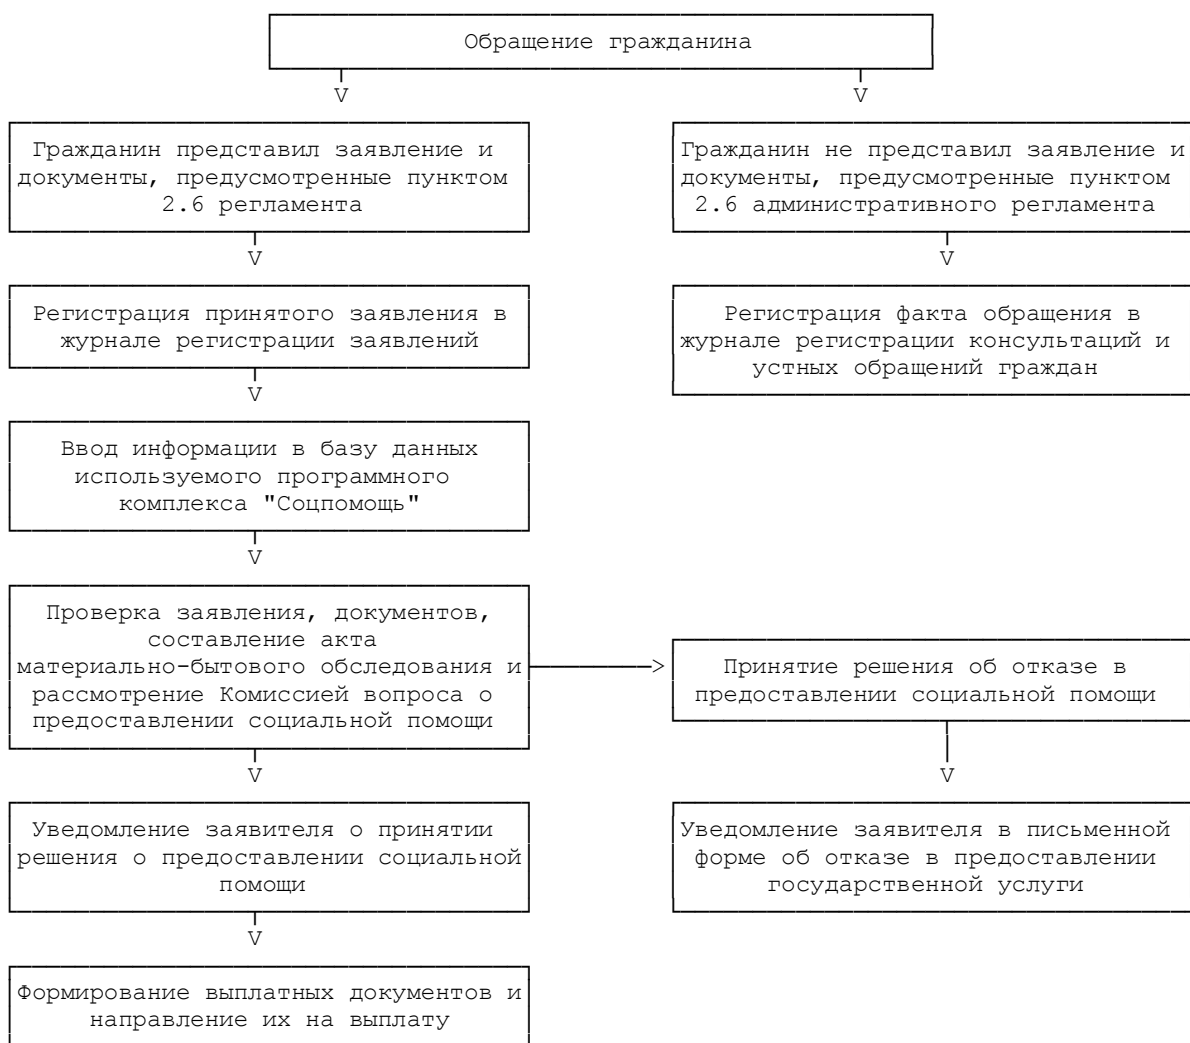 Обращение гражданина
V
V
Гражданин представил заявление и
документы, предусмотренные пунктом
2.6 регламента
Гражданин не представил заявление и
документы, предусмотренные пунктом
2.6 административного регламента
V
V
Регистрация принятого заявления в
журнале регистрации заявлений
Регистрация факта обращения в
журнале регистрации консультаций и
устных обращений граждан
V
Ввод информации в базу данных
используемого программного
комплекса "Соцпомощь"
V
Проверка заявления, документов,
составление акта
материально-бытового обследования и
рассмотрение Комиссией вопроса о
предоставлении социальной помощи
>
Принятие решения об отказе в
предоставлении социальной помощи
V
V
Уведомление заявителя о принятии
решения о предоставлении социальной
помощи
Уведомление заявителя в письменной
форме об отказе в предоставлении
государственной услуги
V
Формирование выплатных документов и
направление их на выплату